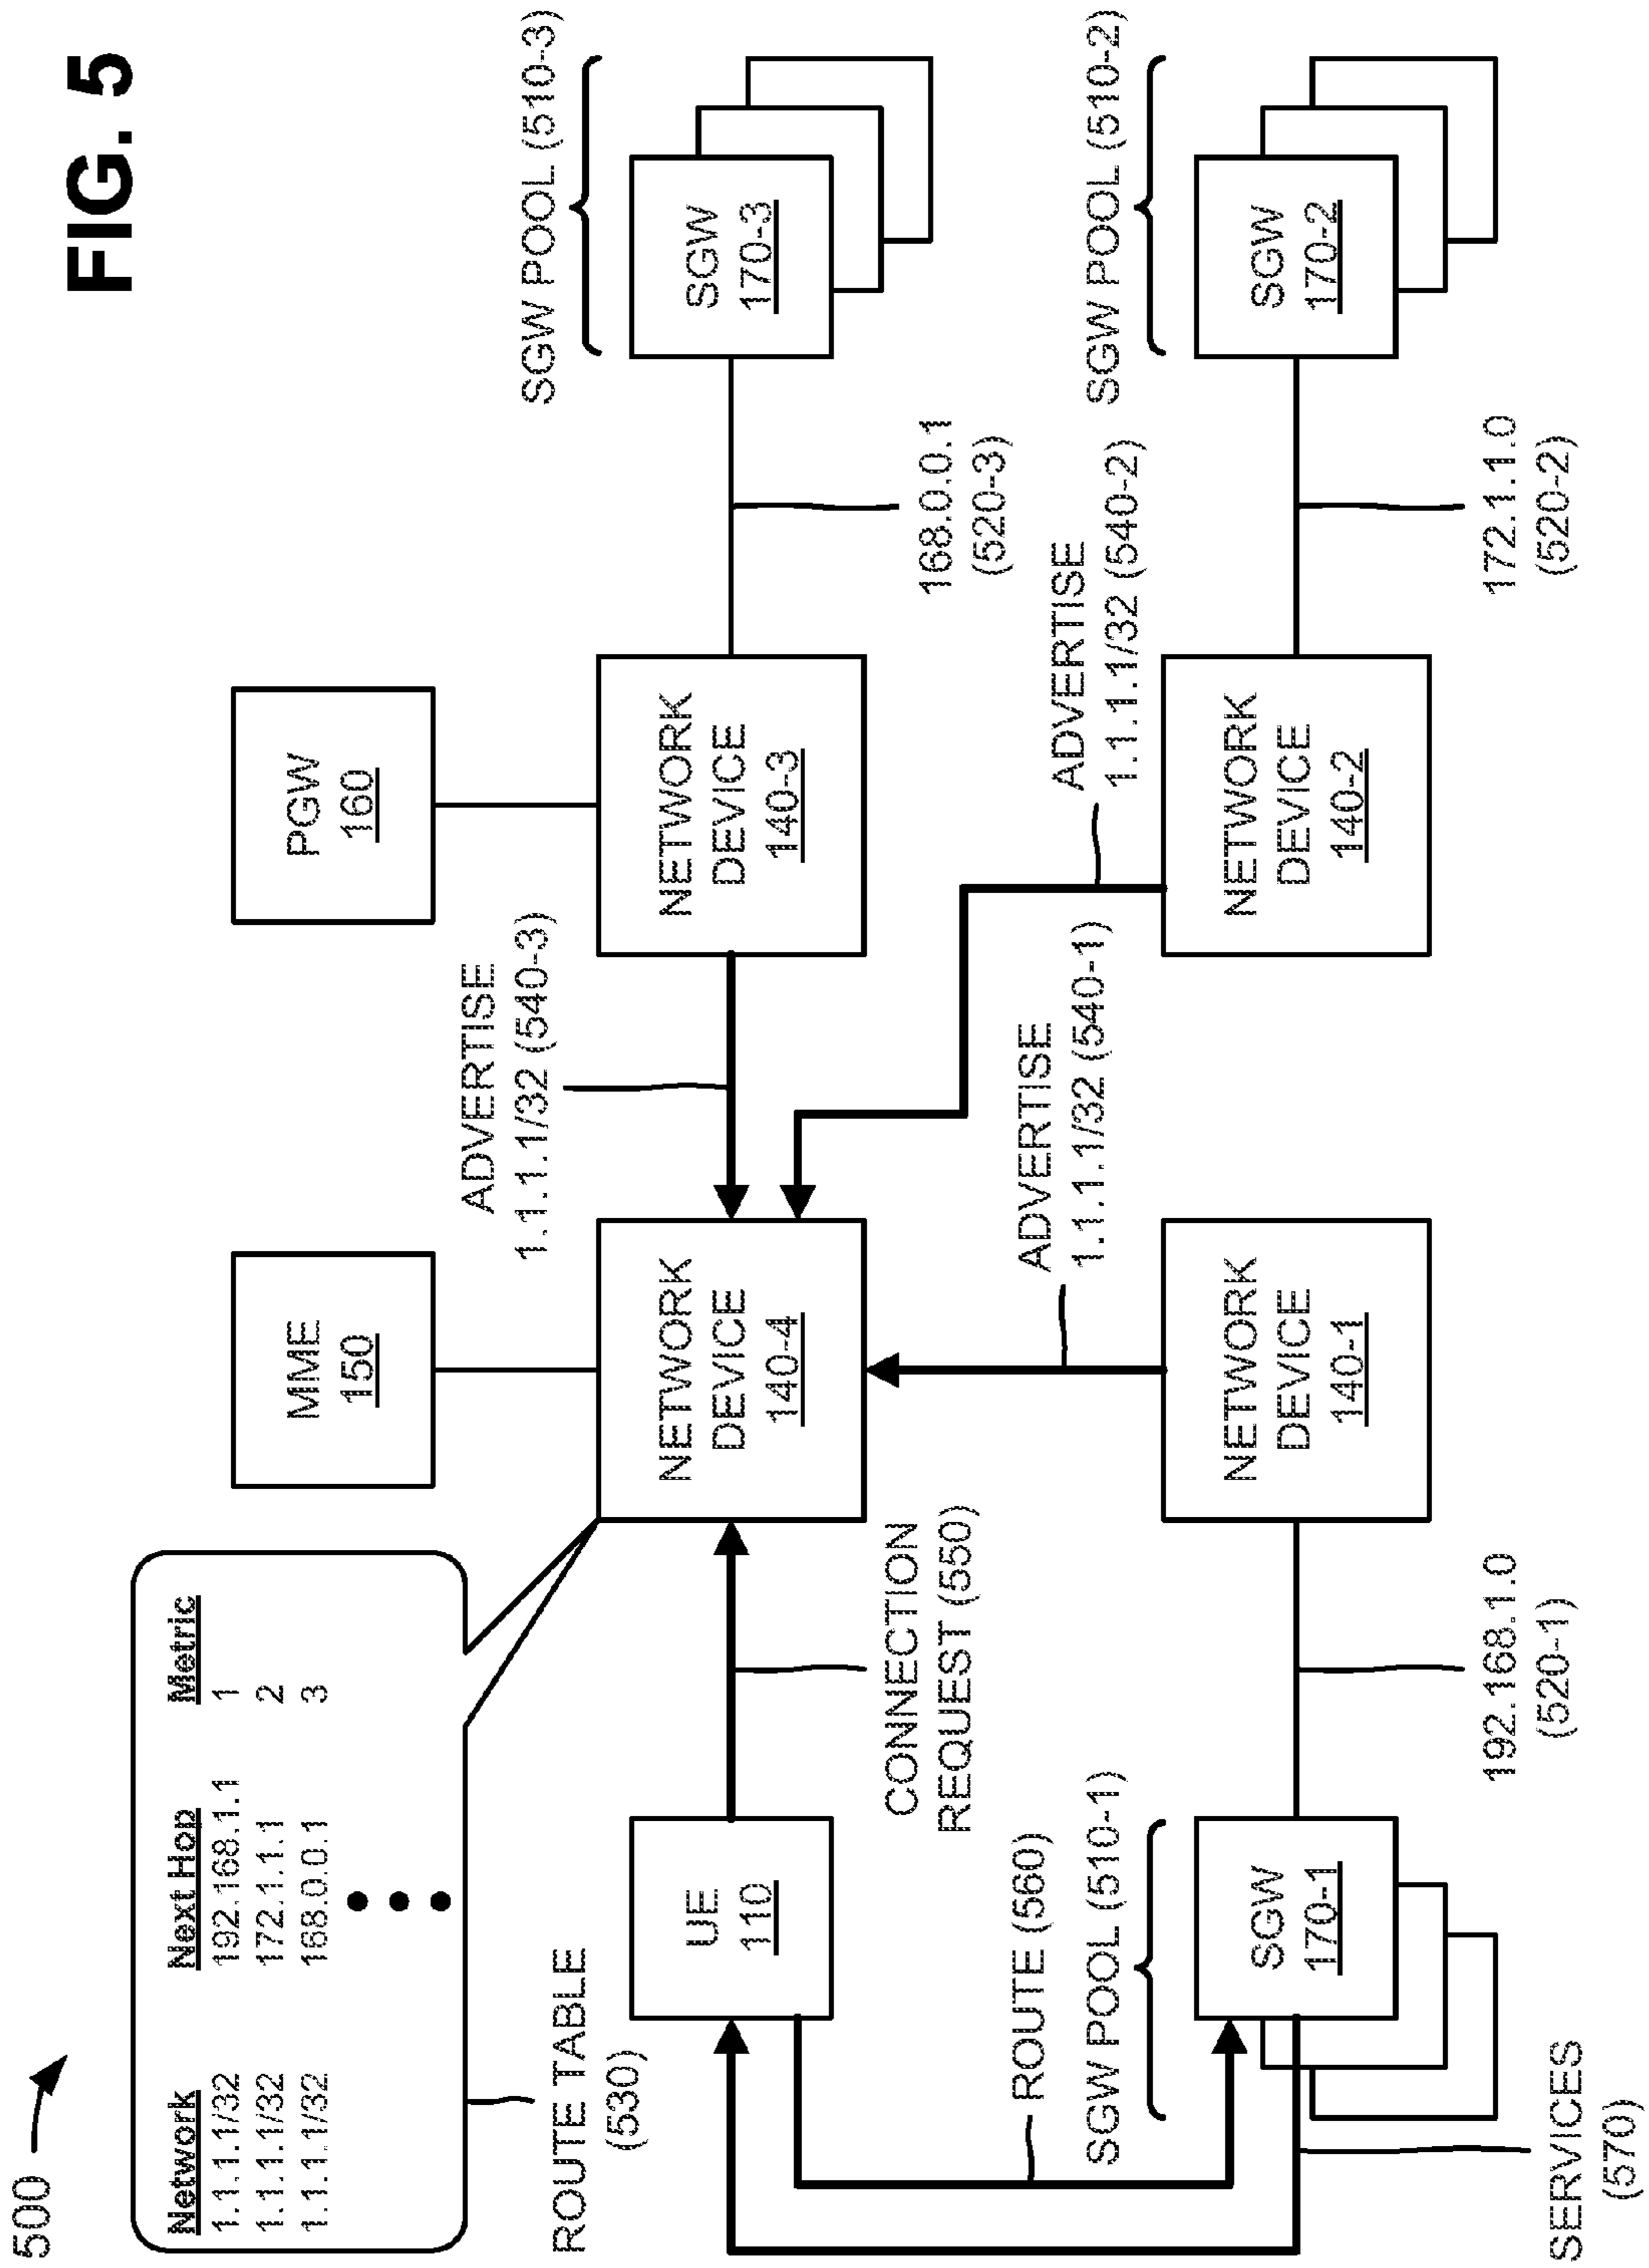 FIG. 5
500
Network Next Hop Metric
1.1.1.1/32 192.168.1.1 1
1.1.1.1/32 172.1.1.1 2
1.1.1.1/32 168.0.0.1 3
ROUTE TABLE
(530)
MME
150
PGW
160
ADVERTISE
1.1.1.1/32 (540-3)
SGW POOL (510-3)
UE
110
NETWORK
DEVICE
140-4
NETWORK
DEVICE
140-3
SGW
170-3
CONNECTION
REQUEST (550)
168.0.0.1
(520-3)
ROUTE (560)
ADVERTISE
1.1.1.1/32 (540-1)
ADVERTISE
1.1.1.1/32 (540-2)
SGW POOL (510-1)
SGW POOL (510-2)
SGW
170-1
NETWORK
DEVICE
140-1
NETWORK
DEVICE
140-2
SGW
170-2
192.168.1.0
(520-1)
172.1.1.0
(520-2)
SERVICES
(570)